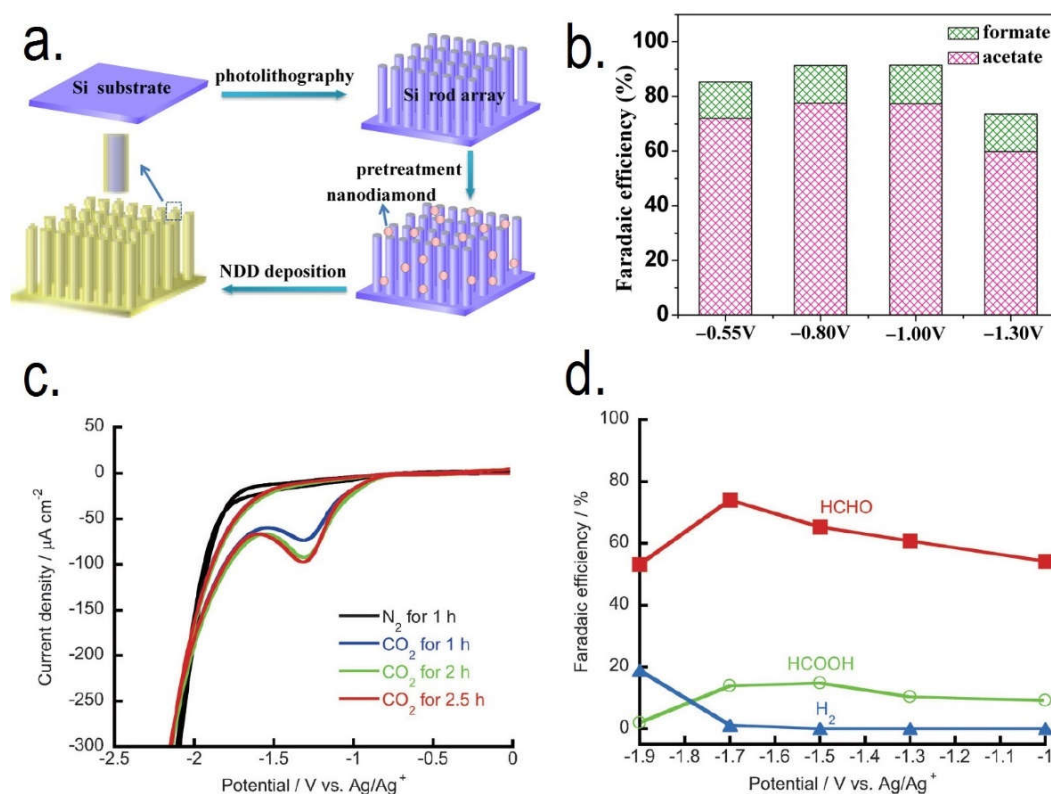 a.
Si substrate
photolithography
Si rod array
pretreatment
nanodiamond
NDD deposition
b.
Faradaic efficiency (%)
100
80
60
40
20
0
formate
acetate
–0.55V
–0.80V
–1.00V
–1.30V
c.
Current density / µA cm-2
50
0
-50
-100
-150
-200
-250
-300
N2 for 1 h
CO2 for 1 h
CO2 for 2 h
CO2 for 2.5 h
-2.5
-2
-1.5
-1
-0.5
0
Potential / V vs. Ag/Ag+
d.
Faradaic efficiency / %
100
80
60
40
20
0
HCHO
HCOOH
H2
-1.9
-1.8
-1.7
-1.6
-1.5
-1.4
-1.3
-1.2
-1.1
-1
Potential / V vs. Ag/Ag+